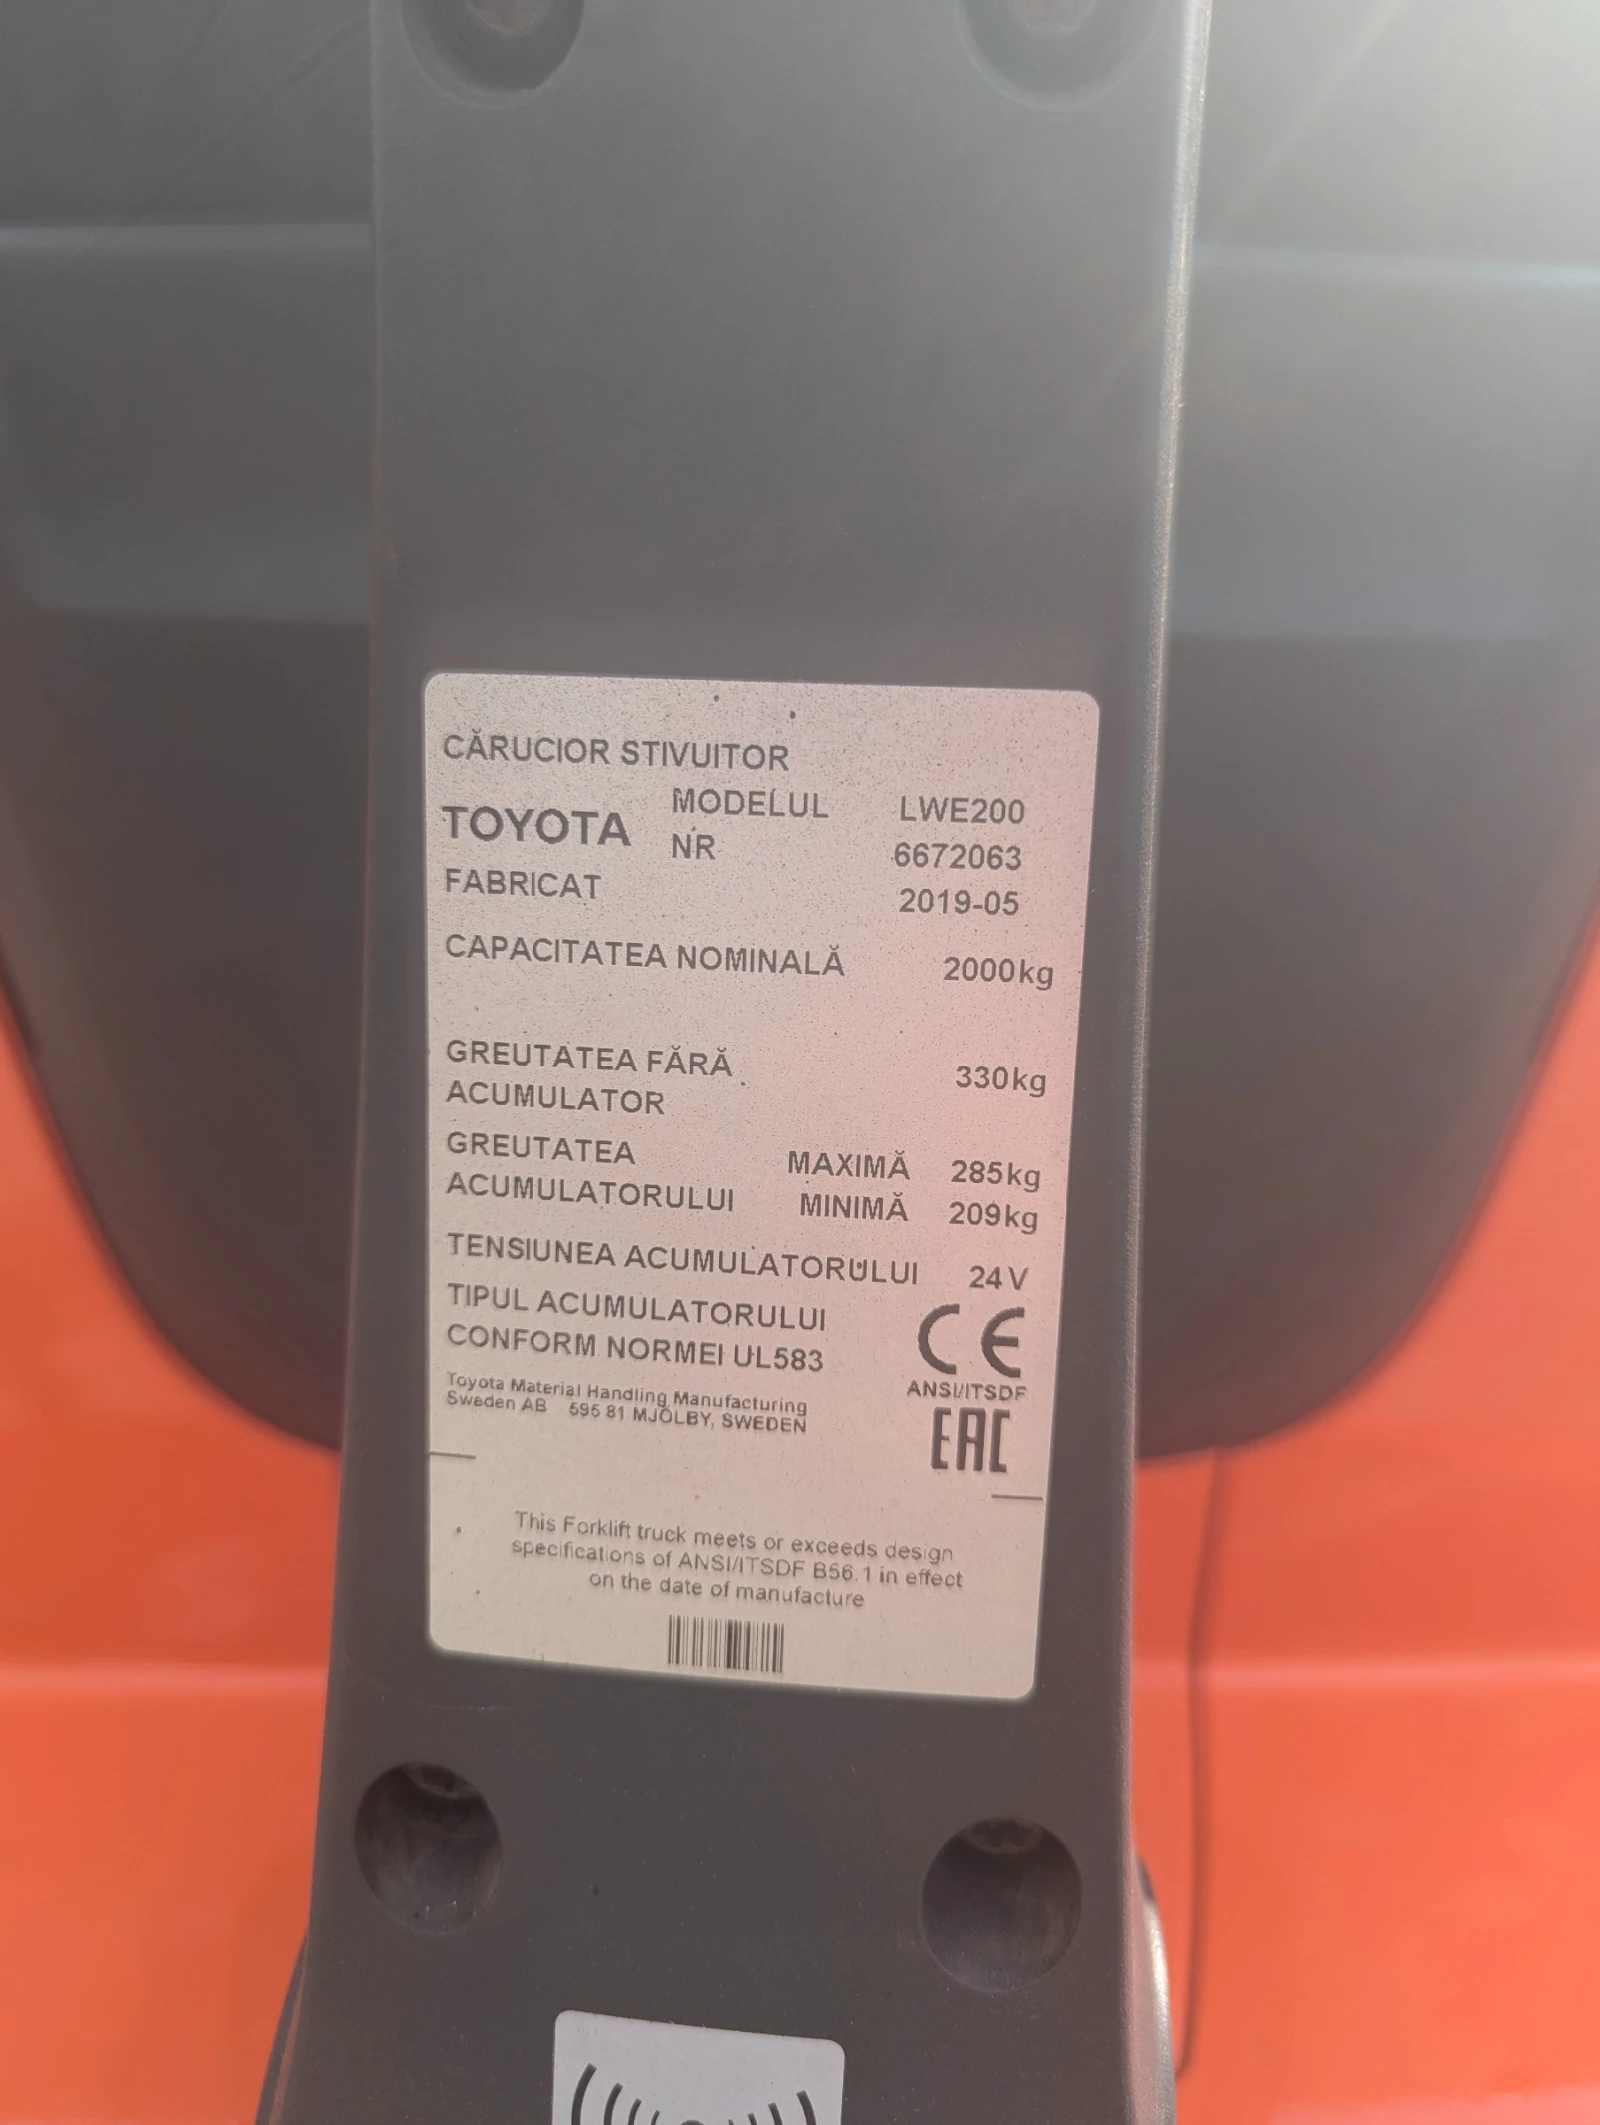 CĂRUCIOR STIVUITOR
TOYOTA MODELUL LWE200
NR 6672063
FABRICAT 2019-05
CAPACITATEA NOMINALĂ 2000kg
GREUTATEA FĂRĂ 330kg
ACUMULATOR
GREUTATEA MAXIMĂ 285kg
ACUMULATORULUI MINIMĂ 209kg
TENSIUNEA ACUMULATORULUI 24V
TIPUL ACUMULATORULUI
CONFORM NORMEI UL583
CE
ANSI/ITSDF
EAC
Toyota Material Handling Manufacturing
Sweden AB 595 81 MJÖLBY, SWEDEN
This Forklift truck meets or exceeds design
specifications of ANSI/ITSDF B56.1 in effect
on the date of manufacture